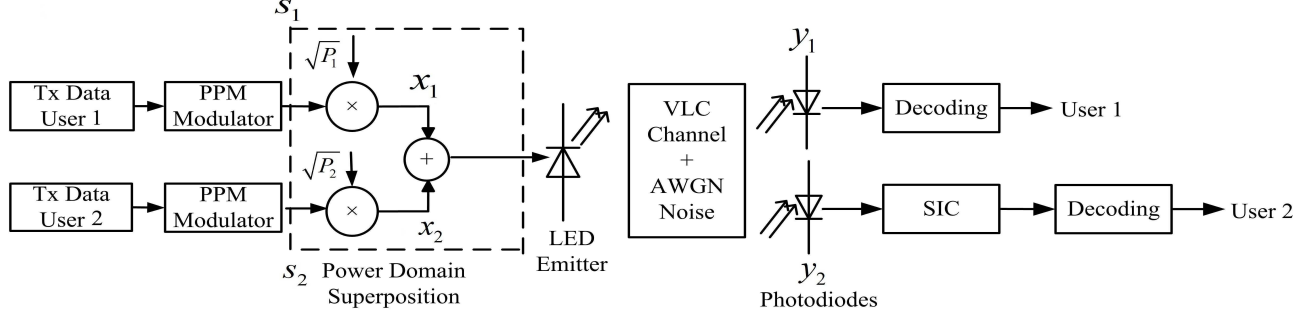 s₁
√P₁
Tx Data
User 1
PPM
Modulator
×
x₁
+
√P₂
Tx Data
User 2
PPM
Modulator
×
x₂
s₂
Power Domain
Superposition
LED
Emitter
VLC
Channel
+
AWGN
Noise
y₁
Decoding
User 1
SIC
Decoding
User 2
y₂
Photodiodes